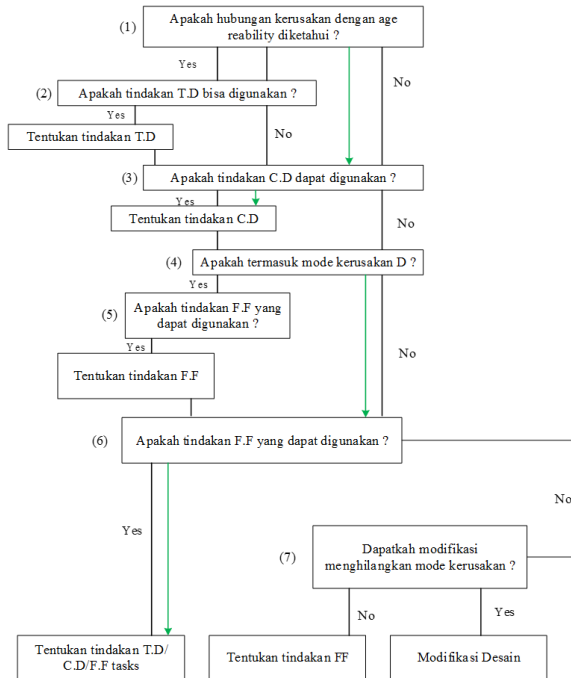 (1)
Apakah hubungan kerusakan dengan age
reability diketahui ?
Yes
No
(2)
Apakah tindakan T.D bisa digunakan ?
Yes
No
Tentukan tindakan T.D
(3)
Apakah tindakan C.D dapat digunakan ?
Yes
No
Tentukan tindakan C.D
(4)
Apakah termasuk mode kerusakan D ?
Yes
No
(5)
Apakah tindakan F.F yang
dapat digunakan ?
Yes
Tentukan tindakan F.F
(6)
Apakah tindakan F.F yang dapat digunakan ?
Yes
No
(7)
Dapatkah modifikasi
menghilangkan mode kerusakan ?
No
Yes
Tentukan tindakan T.D/
C.D/F.F tasks
Tentukan tindakan FF
Modifikasi Desain